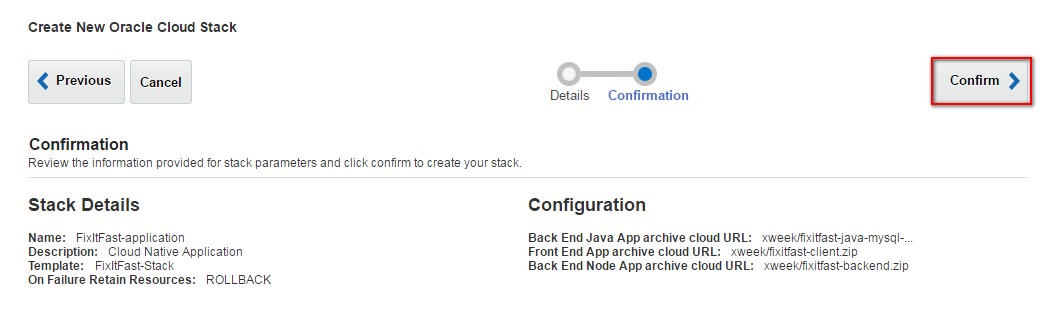 Create New Oracle Cloud Stack
Previous
Cancel
Details
Confirmation
Confirm
Confirmation
Review the information provided for stack parameters and click confirm to create your stack.
Stack Details
Name: FixItFast-application
Description: Cloud Native Application
Template: FixItFast-Stack
On Failure Retain Resources: ROLLBACK
Configuration
Back End Java App archive cloud URL: xweek/fixitfast-java-mysql-...
Front End App archive cloud URL: xweek/fixitfast-client.zip
Back End Node App archive cloud URL: xweek/fixitfast-backend.zip